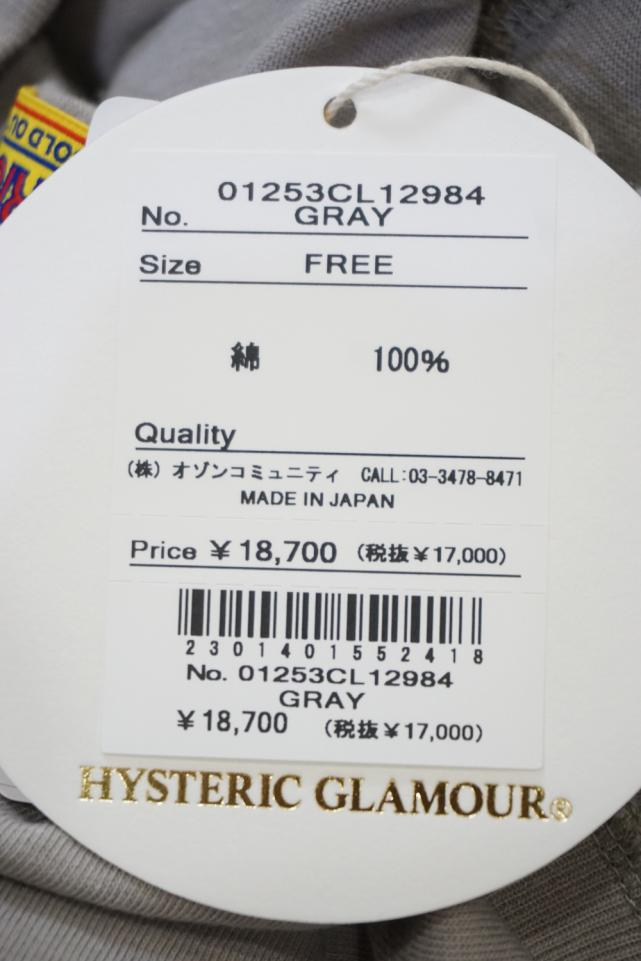 01253CL12984
No. GRAY
Size FREE
綿 100%
Quality
(株) オゾンコミュニティ CALL:03-3478-8471
MADE IN JAPAN
Price ¥18,700 (税抜¥17,000)
2301401552418
No. 01253CL12984
GRAY
¥18,700 (税抜¥17,000)
HYSTERIC GLAMOUR®